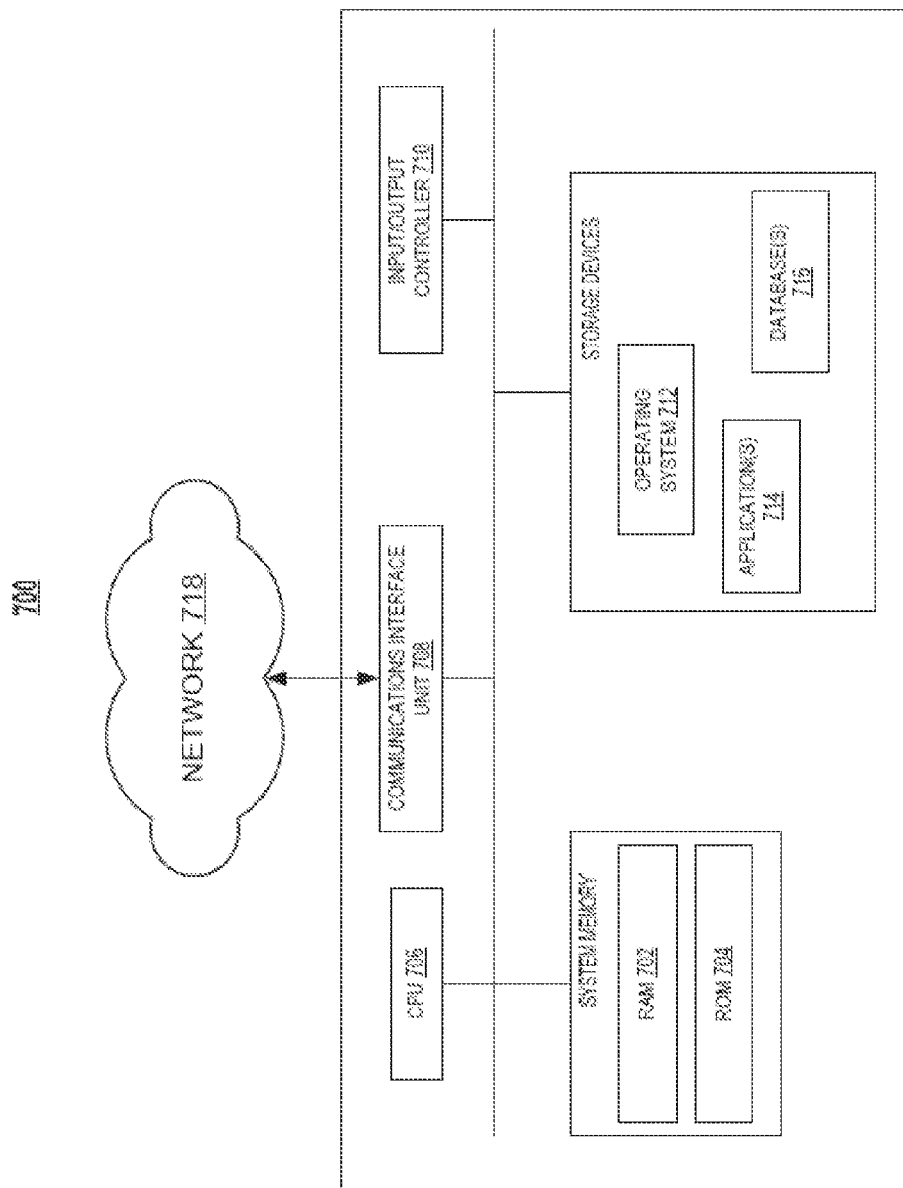 700
NETWORK 718
CPU 706
COMMUNICATIONS INTERFACE
UNIT 708
INPUT/OUTPUT
CONTROLLER 710
SYSTEM MEMORY
RAM 702
ROM 704
STORAGE DEVICES
OPERATING
SYSTEM 712
APPLICATION(S)
714
DATABASE(S)
716